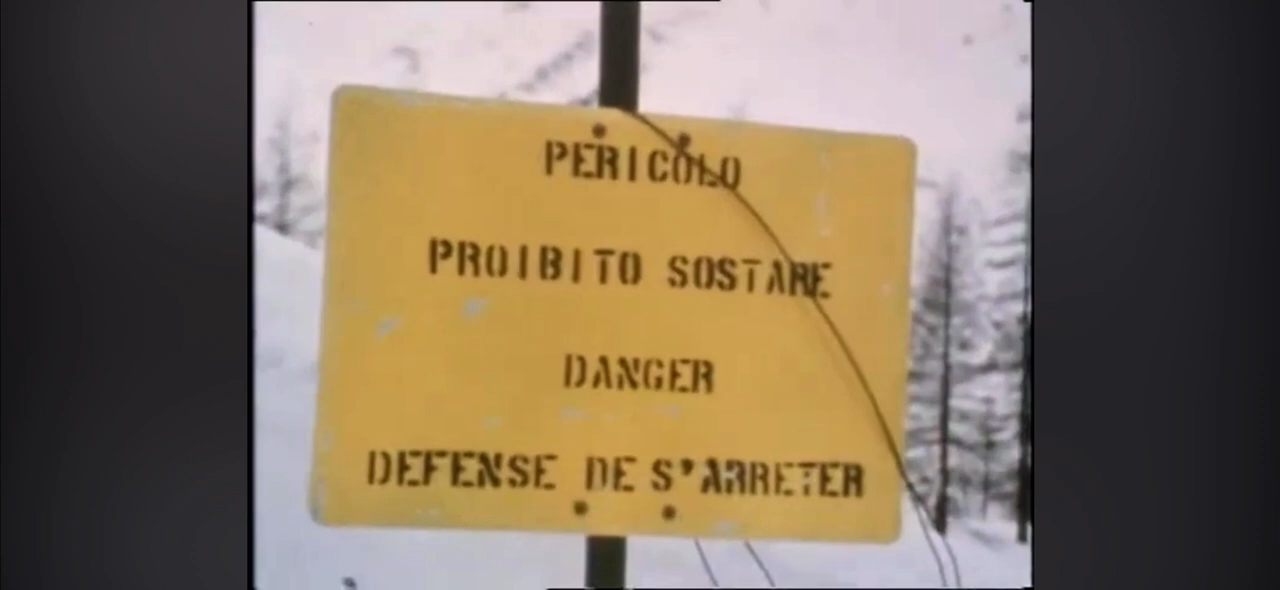 PERICOLO
PROIBITO SOSTARE
DANGER
DEFENSE DE S'ARRETER